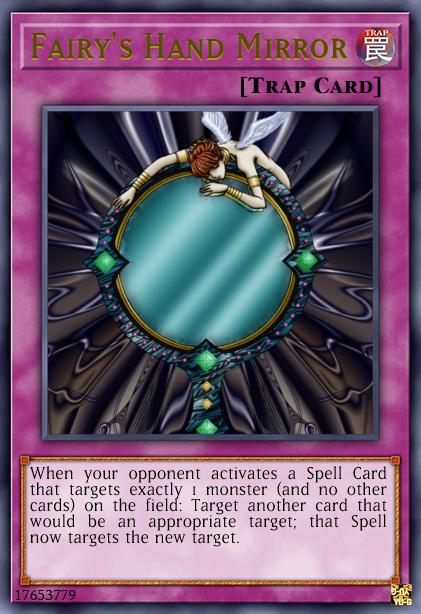 Fairy's Hand Mirror
TRAP
罠
[Trap Card]
When your opponent activates a Spell Card
that targets exactly 1 monster (and no other
cards) on the field: Target another card that
would be an appropriate target; that Spell
now targets the new target.
17653779